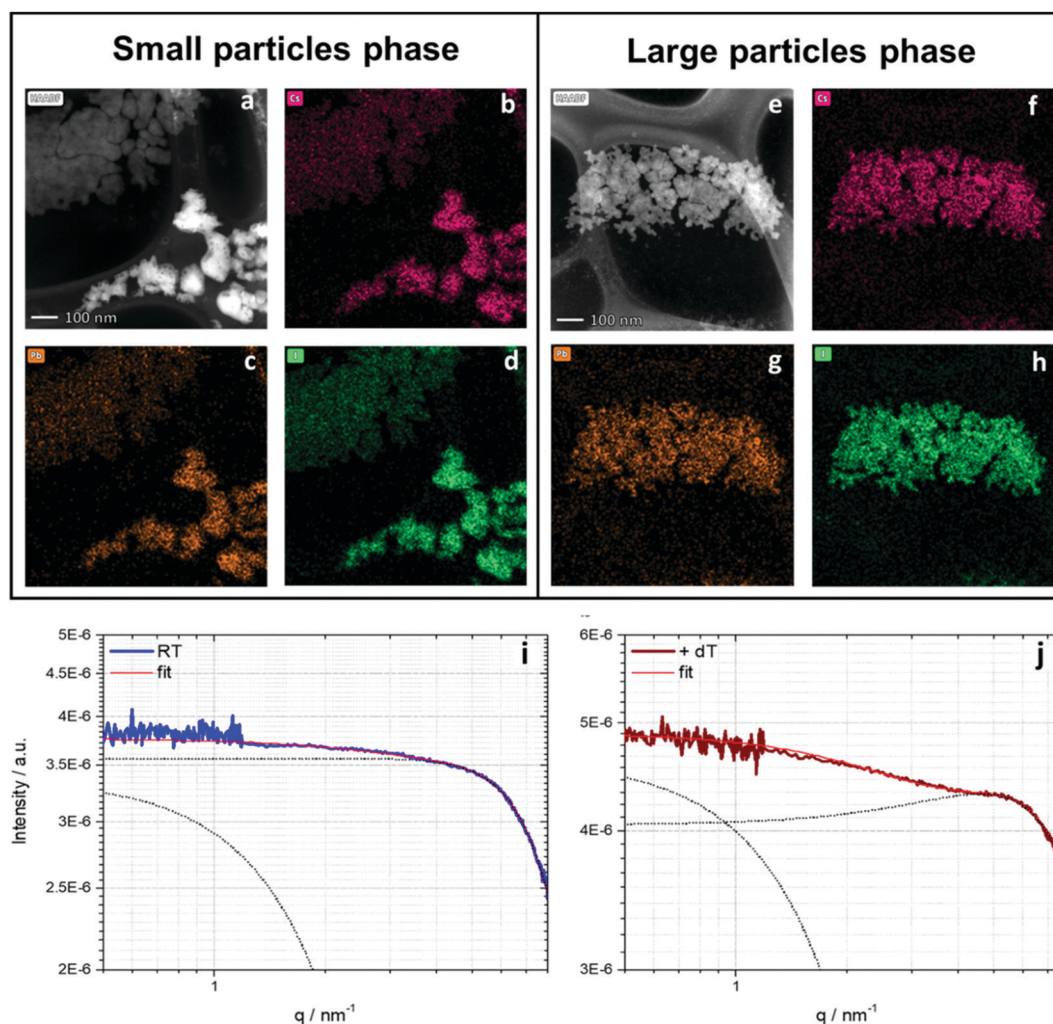 Small particles phase
Large particles phase
HAADF
a
Cs
b
HAADF
e
Cs
f
100 nm
100 nm
Pb
c
I
d
Pb
g
I
h
5E-6
4.5E-6
4E-6
3.5E-6
3E-6
2.5E-6
2E-6
Intensity / a.u.
RT
fit
i
1
q / nm⁻¹
6E-6
5E-6
4E-6
3E-6
+ dT
fit
j
1
q / nm⁻¹